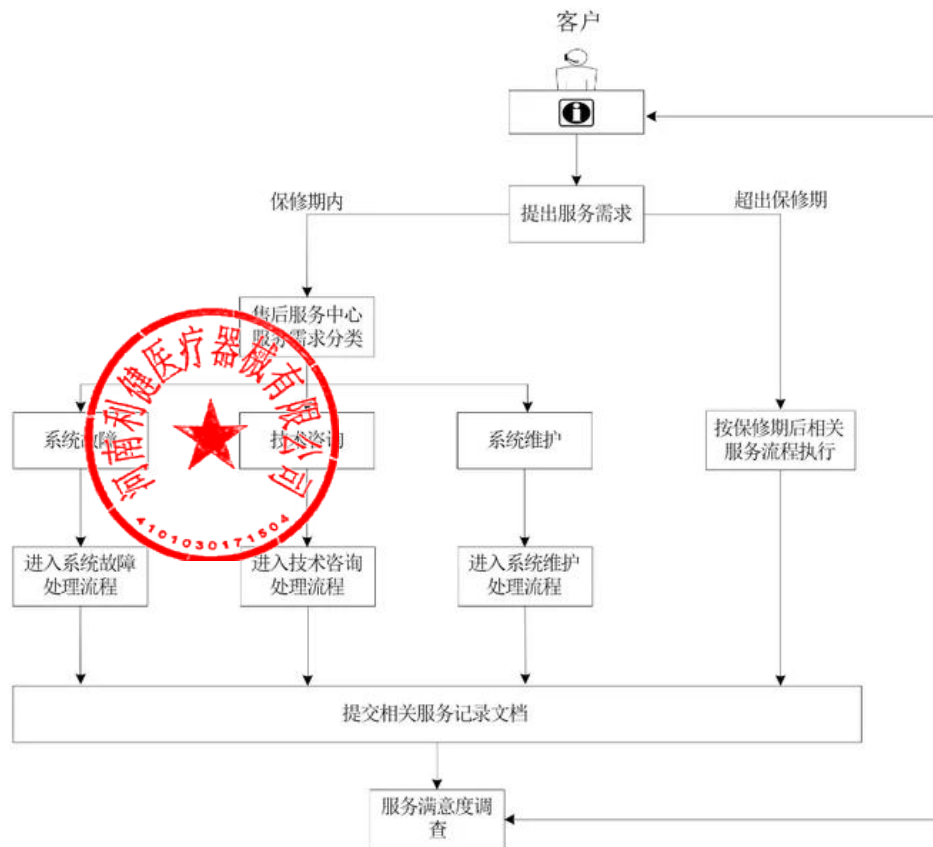 客户
保修期内
提出服务需求
超出保修期
售后服务中心
服务需求分类
系统故障
技术咨询
系统维护
按保修期后相关
服务流程执行
河南利健医疗器械有限公司
4101030171504
进入系统故障
处理流程
进入技术咨询
处理流程
进入系统维护
处理流程
提交相关服务记录文档
服务满意度调
查